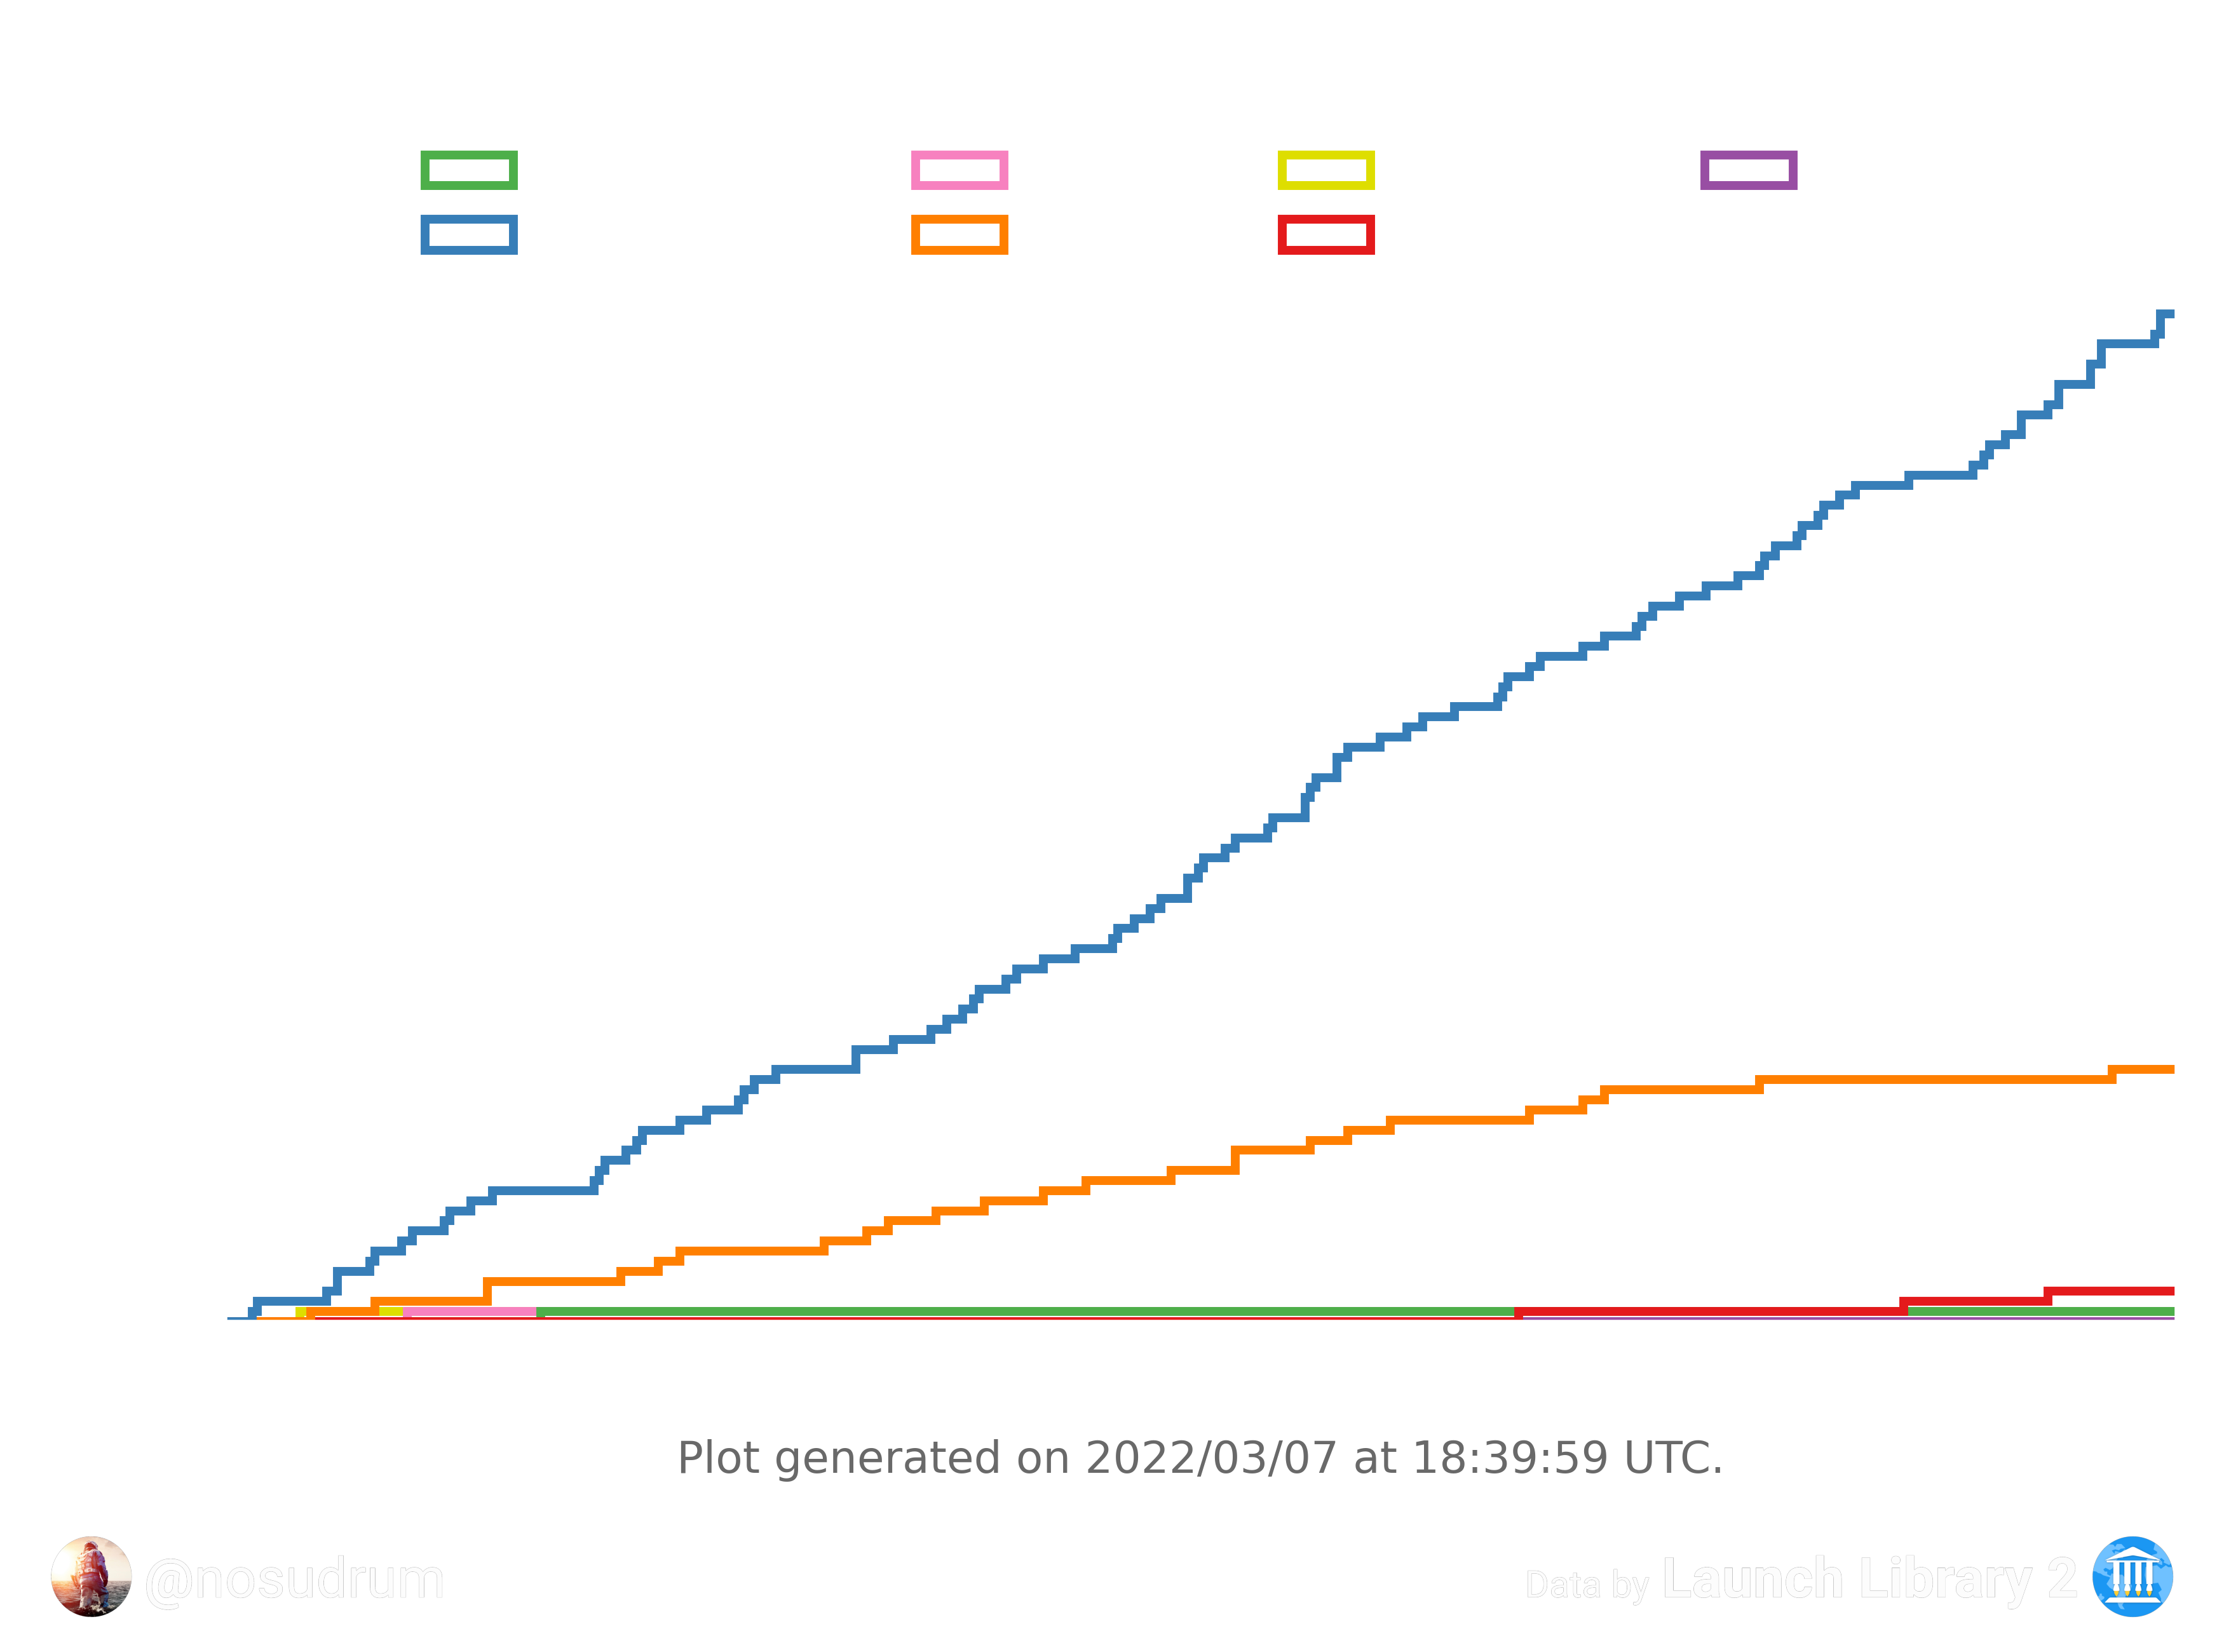 Plot generated on 2022/03/07 at 18:39:59 UTC.
@nosudrum
Data by Launch Library 2